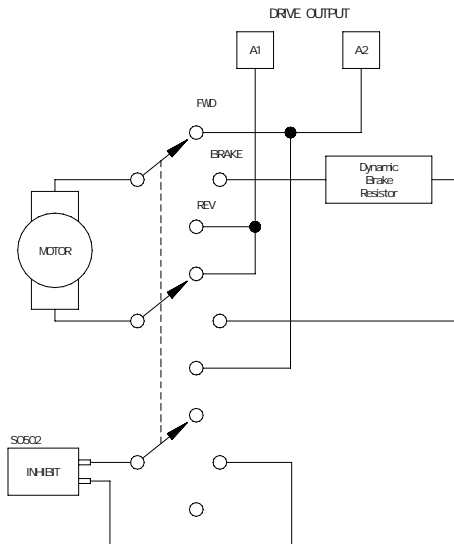 DRIVE OUTPUT
A1
A2
FWD
BRAKE
Dynamic
Brake
Resistor
REV
MOTOR
SO502
INHIBIT